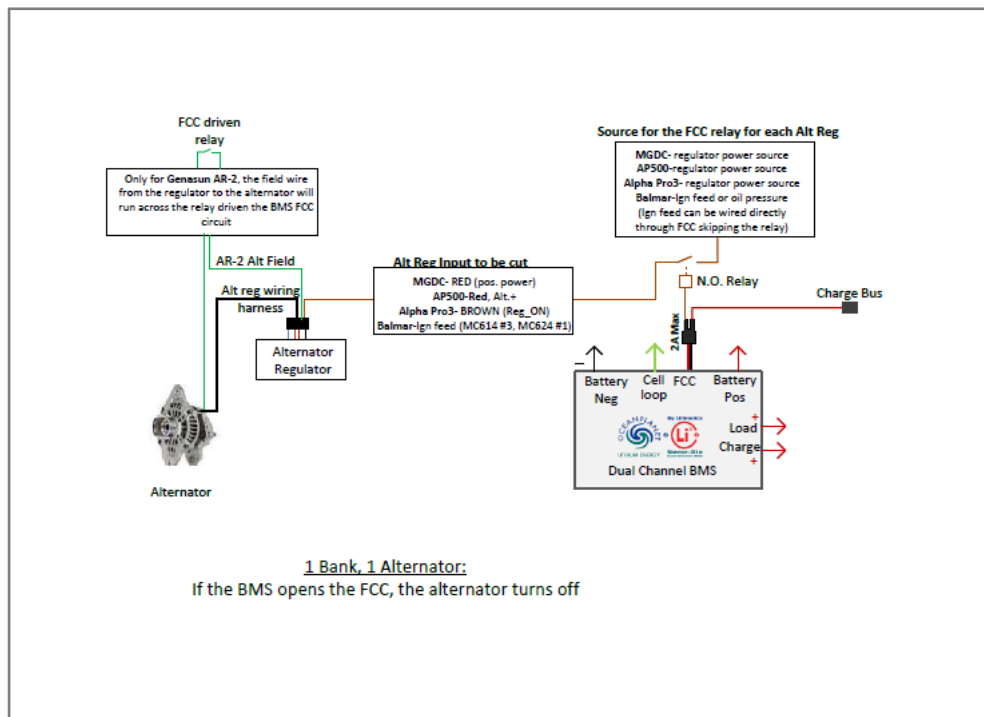 FCC driven
relay
Only for Genasun AR-2, the field wire
from the regulator to the alternator will
run across the relay driven the BMS FCC
circuit
AR-2 Alt Field
Alt reg wiring
harness
Alternator
Regulator
Alternator
Alt Reg Input to be cut
MGDC- RED (pos. power)
AP500-Red, Alt.+
Alpha Pro3- BROWN (Reg_ON)
Balmar-Ign feed (MC614 #3, MC624 #1)
Source for the FCC relay for each Alt Reg
MGDC- regulator power source
AP500-regulator power source
Alpha Pro3- regulator power source
Balmar-Ign feed or oil pressure
(Ign feed can be wired directly
through FCC skipping the relay)
N.O. Relay
Charge Bus
2A Max
–
Battery
Neg
Cell
loop
FCC
Battery
Pos
+
Load
Charge
+
OCEANPLANET
LITHIUM ENERGY
Li
Dual Channel BMS
1 Bank, 1 Alternator:
If the BMS opens the FCC, the alternator turns off